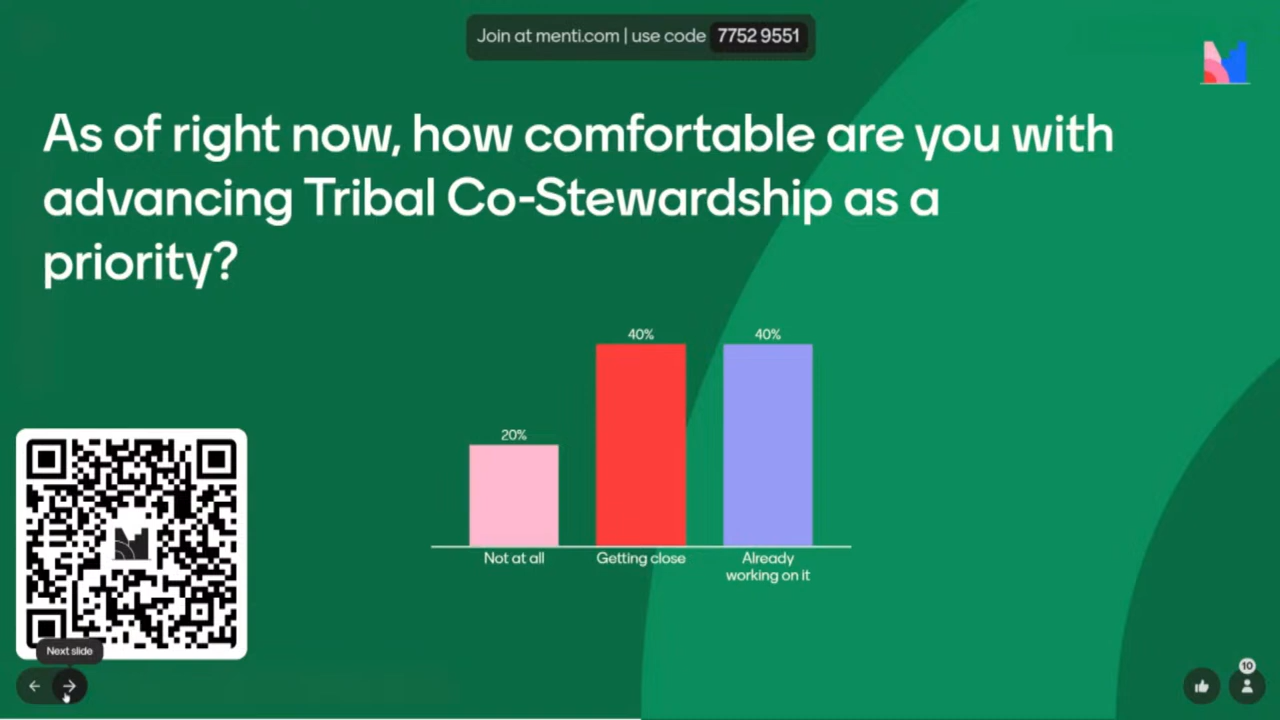 Join at menti.com | use code 7752 9551
As of right now, how comfortable are you with
advancing Tribal Co-Stewardship as a
priority?
40%
40%
20%
Not at all
Getting close
Already
working on it
Next slide
10